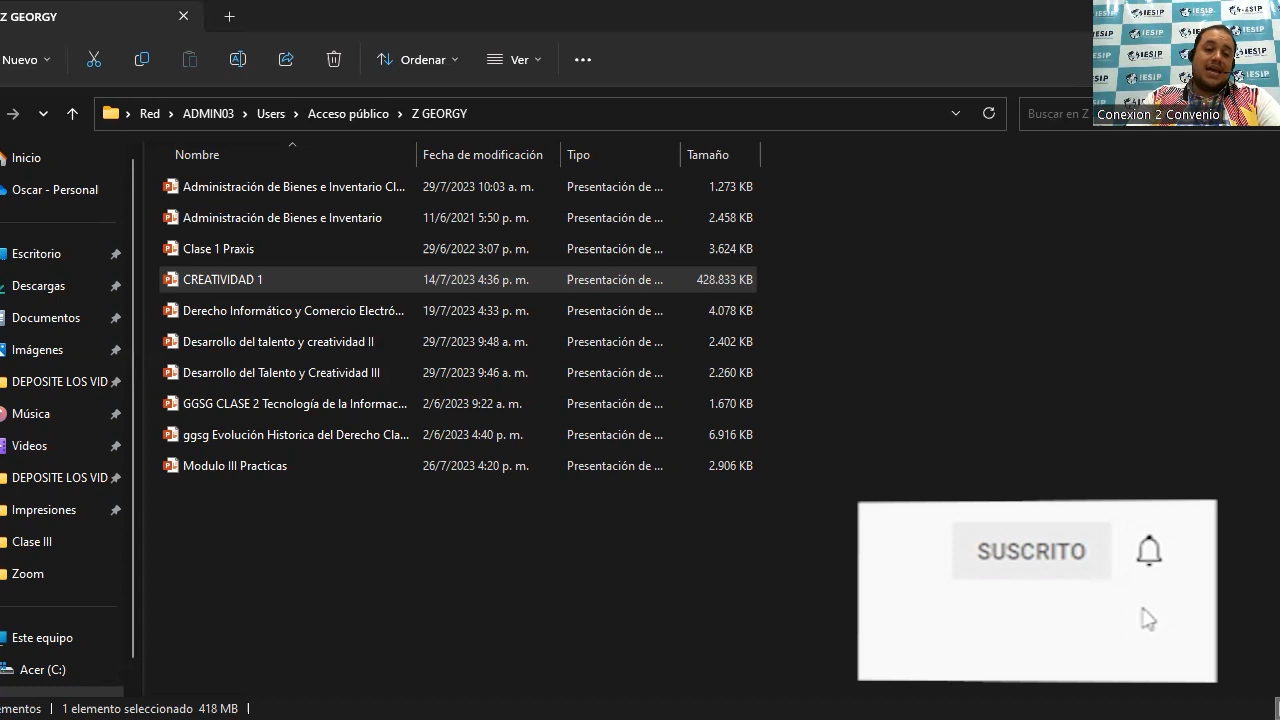 Z GEORGY
Nuevo
Ordenar
Ver
Red
ADMIN03
Users
Acceso público
Z GEORGY
Buscar en Z
IESIP
Conexion 2 Convenio
Nombre
Fecha de modificación
Tipo
Tamaño
Inicio
Oscar - Personal
Escritorio
Descargas
Documentos
Imágenes
DEPOSITE LOS VID
Música
Videos
DEPOSITE LOS VID
Impresiones
Clase III
Zoom
Este equipo
Acer (C:)
Administración de Bienes e Inventario Cl... 29/7/2023 10:03 a. m. Presentación de ... 1.273 KB
Administración de Bienes e Inventario 11/6/2021 5:50 p. m. Presentación de ... 2.458 KB
Clase 1 Praxis 29/6/2022 3:07 p. m. Presentación de ... 3.624 KB
CREATIVIDAD 1 14/7/2023 4:36 p. m. Presentación de ... 428.833 KB
Derecho Informático y Comercio Electró... 19/7/2023 4:33 p. m. Presentación de ... 4.078 KB
Desarrollo del talento y creatividad II 29/7/2023 9:48 a. m. Presentación de ... 2.402 KB
Desarrollo del Talento y Creatividad III 29/7/2023 9:46 a. m. Presentación de ... 2.260 KB
GGSG CLASE 2 Tecnología de la Informac... 2/6/2023 9:22 a. m. Presentación de ... 1.670 KB
ggsg Evolución Historica del Derecho Cla... 2/6/2023 4:40 p. m. Presentación de ... 6.916 KB
Modulo III Practicas 26/7/2023 4:20 p. m. Presentación de ... 2.906 KB
SUSCRITO
1 elemento seleccionado 418 MB